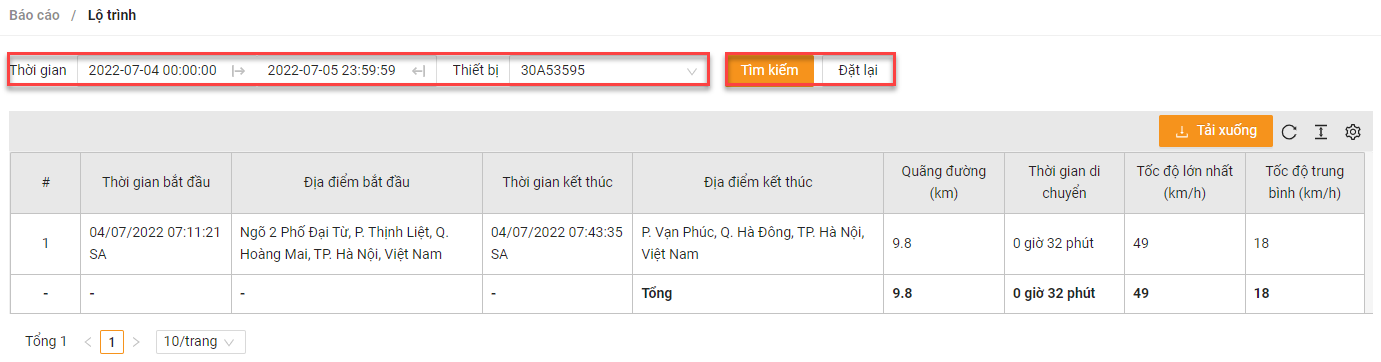 Báo cáo / Lộ trình
Thời gian 2022-07-04 00:00:00 2022-07-05 23:59:59 Thiết bị 30A53595 Tìm kiếm Đặt lại
Tải xuống
# Thời gian bắt đầu Địa điểm bắt đầu Thời gian kết thúc Địa điểm kết thúc Quãng đường (km) Thời gian di chuyển Tốc độ lớn nhất (km/h) Tốc độ trung bình (km/h)
1 04/07/2022 07:11:21 SA Ngõ 2 Phố Đại Từ, P. Thịnh Liệt, Q. Hoàng Mai, TP. Hà Nội, Việt Nam 04/07/2022 07:43:35 SA P. Vạn Phúc, Q. Hà Đông, TP. Hà Nội, Việt Nam 9.8 0 giờ 32 phút 49 18
- - - - Tổng 9.8 0 giờ 32 phút 49 18
Tổng 1 < 1 > 10/trang